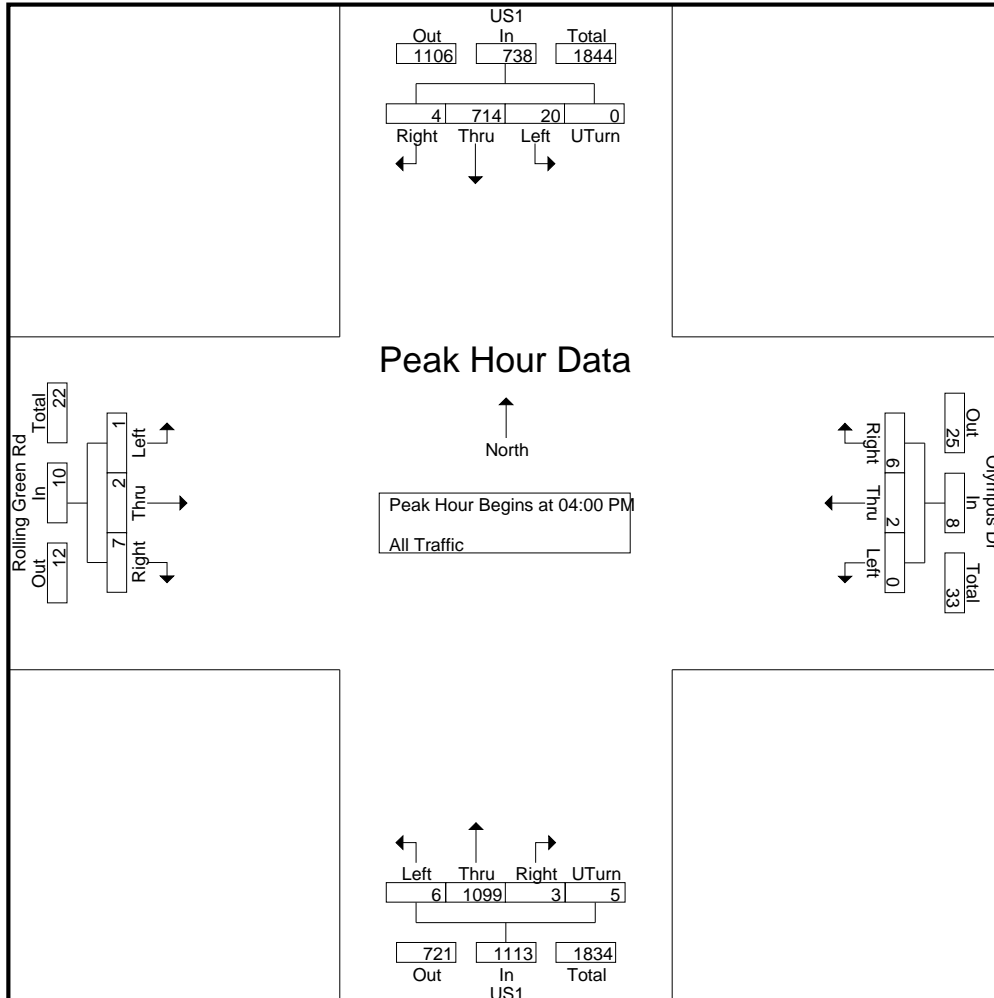 US1
Out In Total
1106 738 1844
4 714 20 0
Right Thru Left UTurn
Peak Hour Data
North
Peak Hour Begins at 04:00 PM
All Traffic
Rolling Green Rd
Total In Out
22 10 12
1 2 7
Left Thru Right
Right Thru Left
6 2 0
Out In Total
25 8 33
Olympus Dr
Left Thru Right UTurn
6 1099 3 5
721 1113 1834
Out In Total
US1